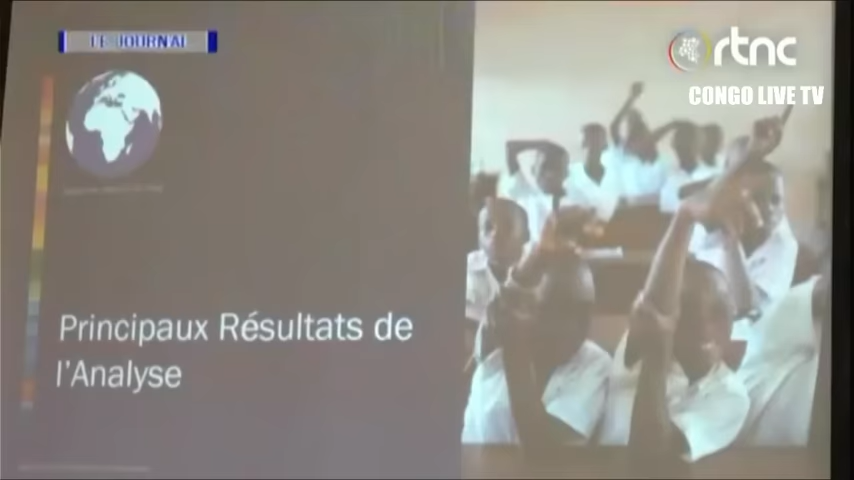 LE JOURNAL
rtnc
CONGO LIVE TV
Principaux Résultats de
l'Analyse